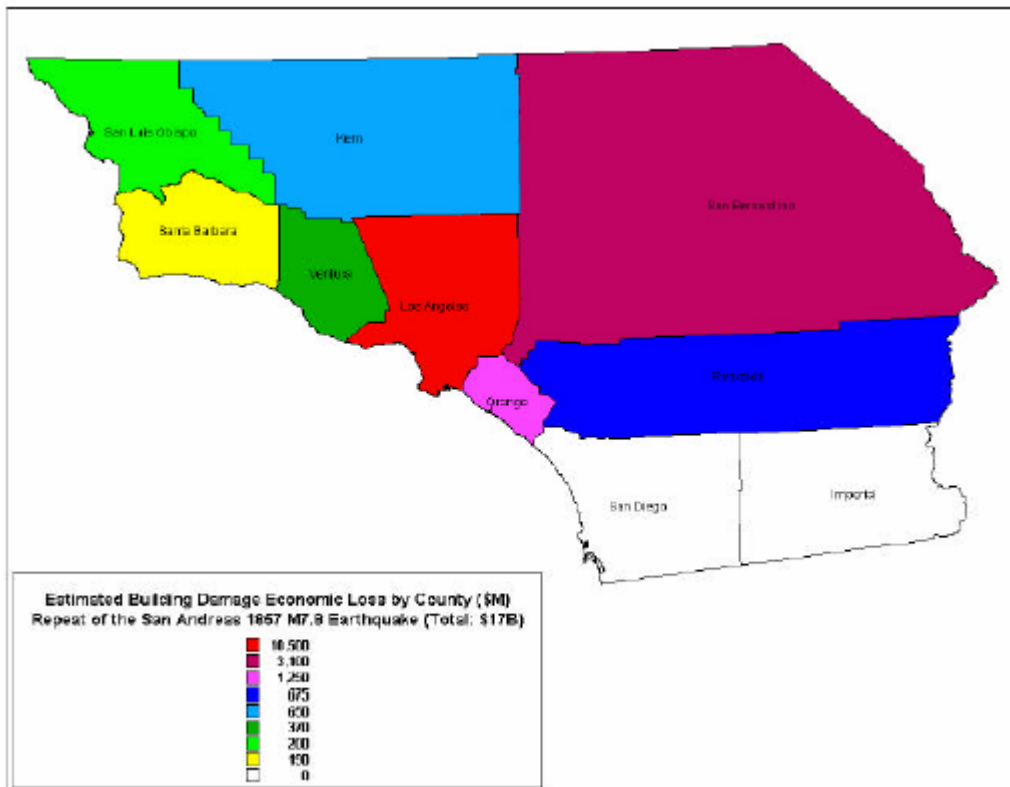 San Luis Obispo
Kern
San Bernardino
Santa Barbara
Ventura
Los Angeles
Riverside
Orange
San Diego
Imperial
Estimated Building Damage Economic Loss by County ($M)
Repeat of the San Andreas 1857 M7.8 Earthquake (Total: $17B)
10,500
3,100
1,250
675
650
370
200
190
0